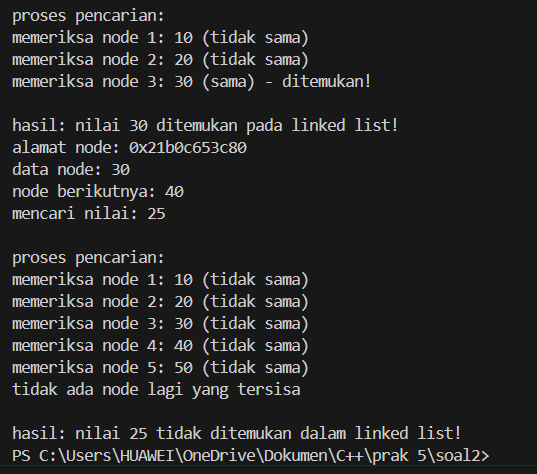 proses pencarian:
memeriksa node 1: 10 (tidak sama)
memeriksa node 2: 20 (tidak sama)
memeriksa node 3: 30 (sama) - ditemukan!
hasil: nilai 30 ditemukan pada linked list!
alamat node: 0x21b0c653c80
data node: 30
node berikutnya: 40
mencari nilai: 25
proses pencarian:
memeriksa node 1: 10 (tidak sama)
memeriksa node 2: 20 (tidak sama)
memeriksa node 3: 30 (tidak sama)
memeriksa node 4: 40 (tidak sama)
memeriksa node 5: 50 (tidak sama)
tidak ada node lagi yang tersisa
hasil: nilai 25 tidak ditemukan dalam linked list!
PS C:\Users\HUAWEI\OneDrive\Dokumen\C++\prak 5\soal2>